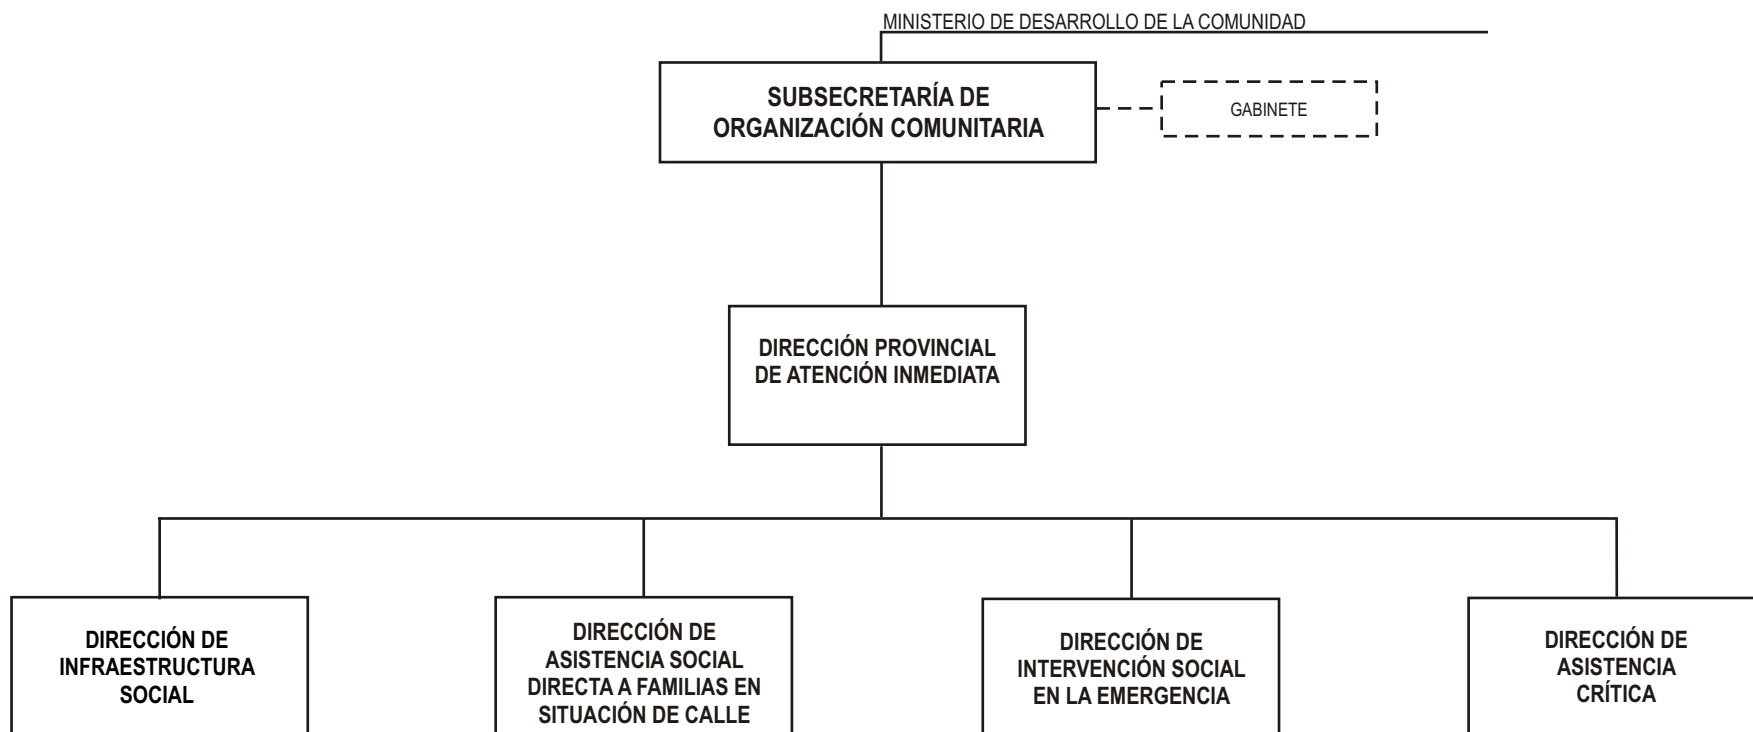 MINISTERIO DE DESARROLLO DE LA COMUNIDAD
SUBSECRETARÍA DE
ORGANIZACIÓN COMUNITARIA
GABINETE
DIRECCIÓN PROVINCIAL
DE ATENCIÓN INMEDIATA
DIRECCIÓN DE
INFRAESTRUCTURA
SOCIAL
DIRECCIÓN DE
ASISTENCIA SOCIAL
DIRECTA A FAMILIAS EN
SITUACIÓN DE CALLE
DIRECCIÓN DE
INTERVENCIÓN SOCIAL
EN LA EMERGENCIA
DIRECCIÓN DE
ASISTENCIA
CRÍTICA